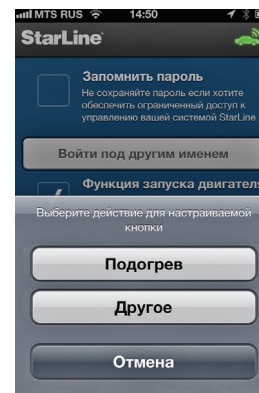 MTS RUS 14:50
StarLine
Запомнить пароль
Не сохраняйте пароль если хотите
обеспечить ограниченный доступ к
управлению вашей системой StarLine
Войти под другим именем
Функция запуска двигателя
Выберите действие для настраиваемой
кнопки
Подогрев
Другое
Отмена